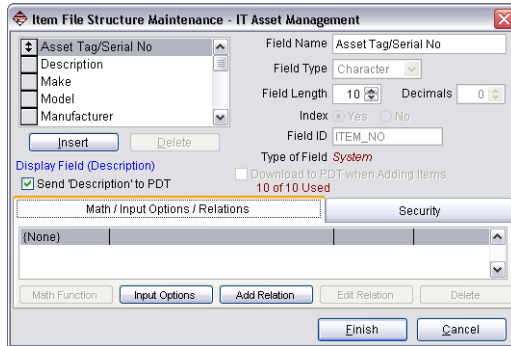 Item File Structure Maintenance - IT Asset Management
Asset Tag/Serial No
Description
Make
Model
Manufacturer
Insert
Delete
Display Field (Description)
Send 'Description' to PDT
Field Name Asset Tag/Serial No
Field Type Character
Field Length 10 Decimals 0
Index Yes No
Field ID ITEM_NO
Type of Field System
Download to PDT when Adding Items
10 of 10 Used
Math / Input Options / Relations
Security
{None}
Math Function
Input Options
Add Relation
Edit Relation
Delete
Finish
Cancel